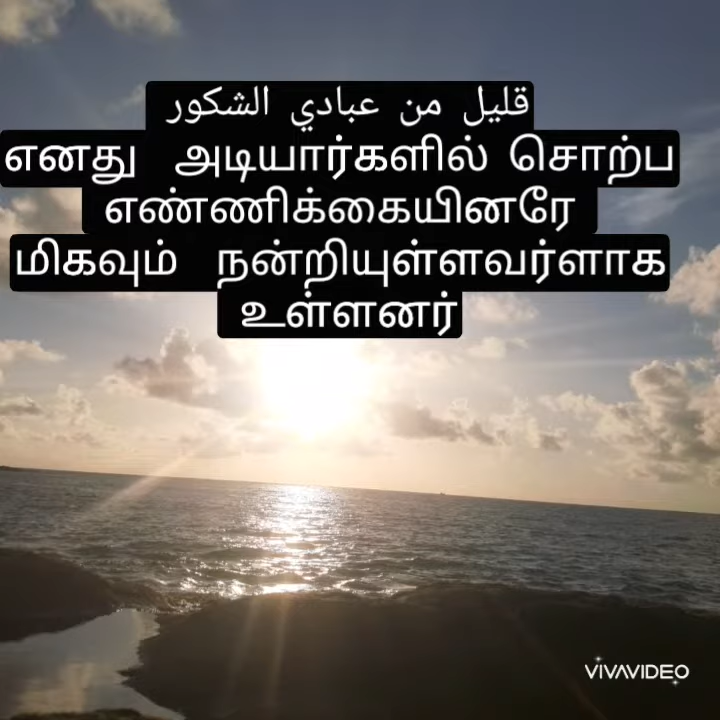 قليل من عبادي الشكور
எனது அடியார்களில் சொற்ப
எண்ணிக்கையினரே
மிகவும் நன்றியுள்ளவர்ளாக
உள்ளனர்
VIVAVIDEO